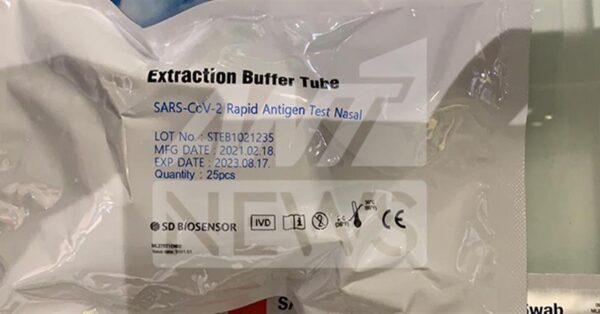 Extraction Buffer Tube
SARS-CoV-2 Rapid Antigen Test Nasal
LOT No : STEB1021235
MFG DATE : 2021.02.18.
EXP DATE : 2023.08.17.
Quantity : 25pcs
SD BIOSENSOR
IVD
CE
NEWS
Swab